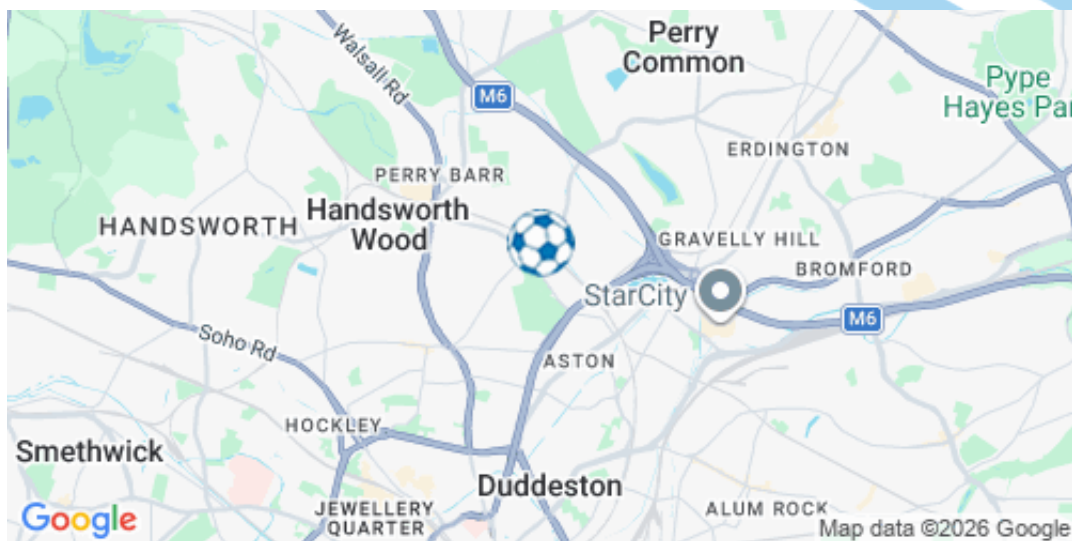 Perry
Common
Walsall Rd
M6
Pype
Hayes Par
ERDINGTON
PERRY BARR
HANDSWORTH
Handsworth
Wood
GRAVELLY HILL
BROMFORD
StarCity
M6
Soho Rd
ASTON
HOCKLEY
Smethwick
Duddeston
JEWELLERY
QUARTER
ALUM ROCK
Google
Map data ©2026 Google